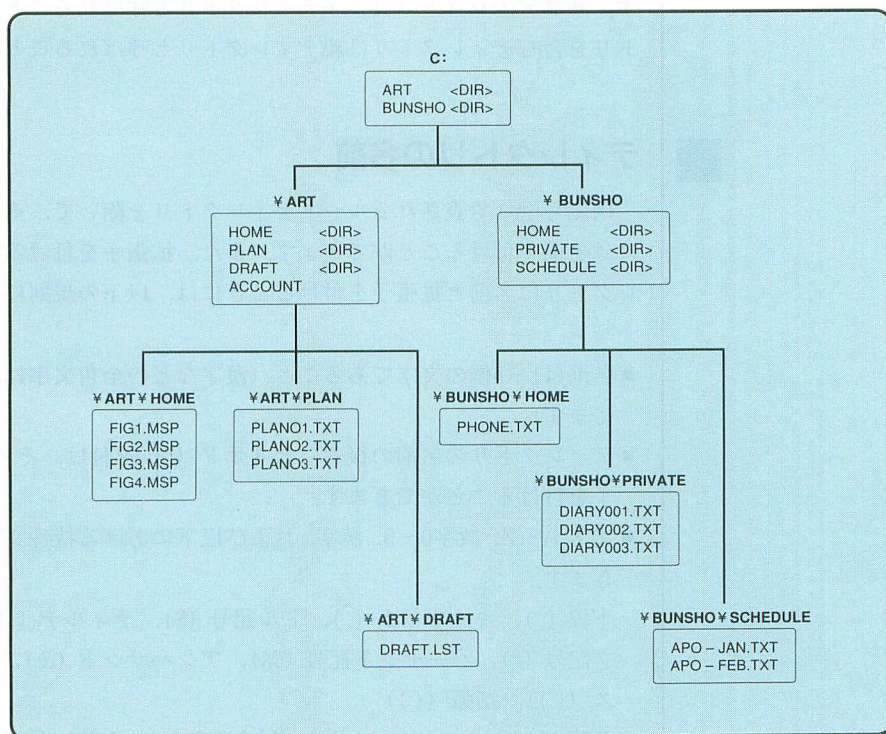 C:
ART <DIR>
BUNSHO <DIR>
¥ART
HOME <DIR>
PLAN <DIR>
DRAFT <DIR>
ACCOUNT
¥BUNSHO
HOME <DIR>
PRIVATE <DIR>
SCHEDULE <DIR>
¥ART¥HOME
FIG1.MSP
FIG2.MSP
FIG3.MSP
FIG4.MSP
¥ART¥PLAN
PLANO1.TXT
PLANO2.TXT
PLANO3.TXT
¥BUNSHO¥HOME
PHONE.TXT
¥BUNSHO¥PRIVATE
DIARY001.TXT
DIARY002.TXT
DIARY003.TXT
¥ART¥DRAFT
DRAFT.LST
¥BUNSHO¥SCHEDULE
APO – JAN.TXT
APO – FEB.TXT